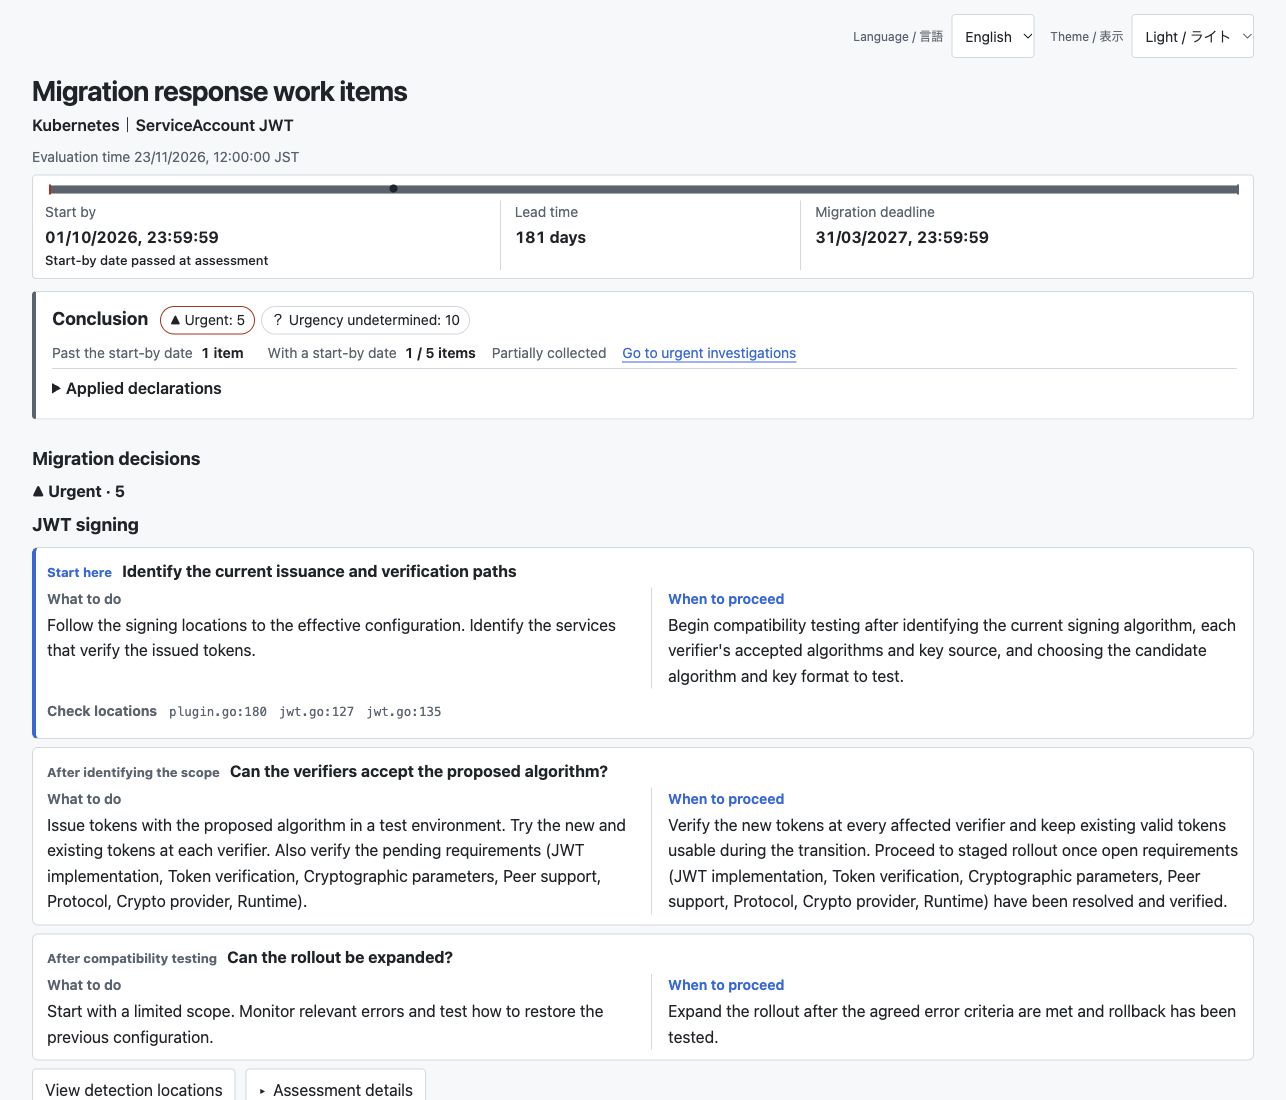 Language / 言語 English Theme / 表示 Light / ライト
Migration response work items
Kubernetes | ServiceAccount JWT
Evaluation time 23/11/2026, 12:00:00 JST
Start by
01/10/2026, 23:59:59
Start-by date passed at assessment
Lead time
181 days
Migration deadline
31/03/2027, 23:59:59
Conclusion ▲ Urgent: 5 ? Urgency undetermined: 10
Past the start-by date 1 item With a start-by date 1 / 5 items Partially collected Go to urgent investigations
▶ Applied declarations
Migration decisions
▲ Urgent · 5
JWT signing
Start here Identify the current issuance and verification paths
What to do
Follow the signing locations to the effective configuration. Identify the services
that verify the issued tokens.
When to proceed
Begin compatibility testing after identifying the current signing algorithm, each
verifier's accepted algorithms and key source, and choosing the candidate
algorithm and key format to test.
Check locations plugin.go:180 jwt.go:127 jwt.go:135
After identifying the scope Can the verifiers accept the proposed algorithm?
What to do
Issue tokens with the proposed algorithm in a test environment. Try the new and
existing tokens at each verifier. Also verify the pending requirements (JWT
implementation, Token verification, Cryptographic parameters, Peer support,
Protocol, Crypto provider, Runtime).
When to proceed
Verify the new tokens at every affected verifier and keep existing valid tokens
usable during the transition. Proceed to staged rollout once open requirements
(JWT implementation, Token verification, Cryptographic parameters, Peer
support, Protocol, Crypto provider, Runtime) have been resolved and verified.
After compatibility testing Can the rollout be expanded?
What to do
Start with a limited scope. Monitor relevant errors and test how to restore the
previous configuration.
When to proceed
Expand the rollout after the agreed error criteria are met and rollback has been
tested.
View detection locations ▸ Assessment details